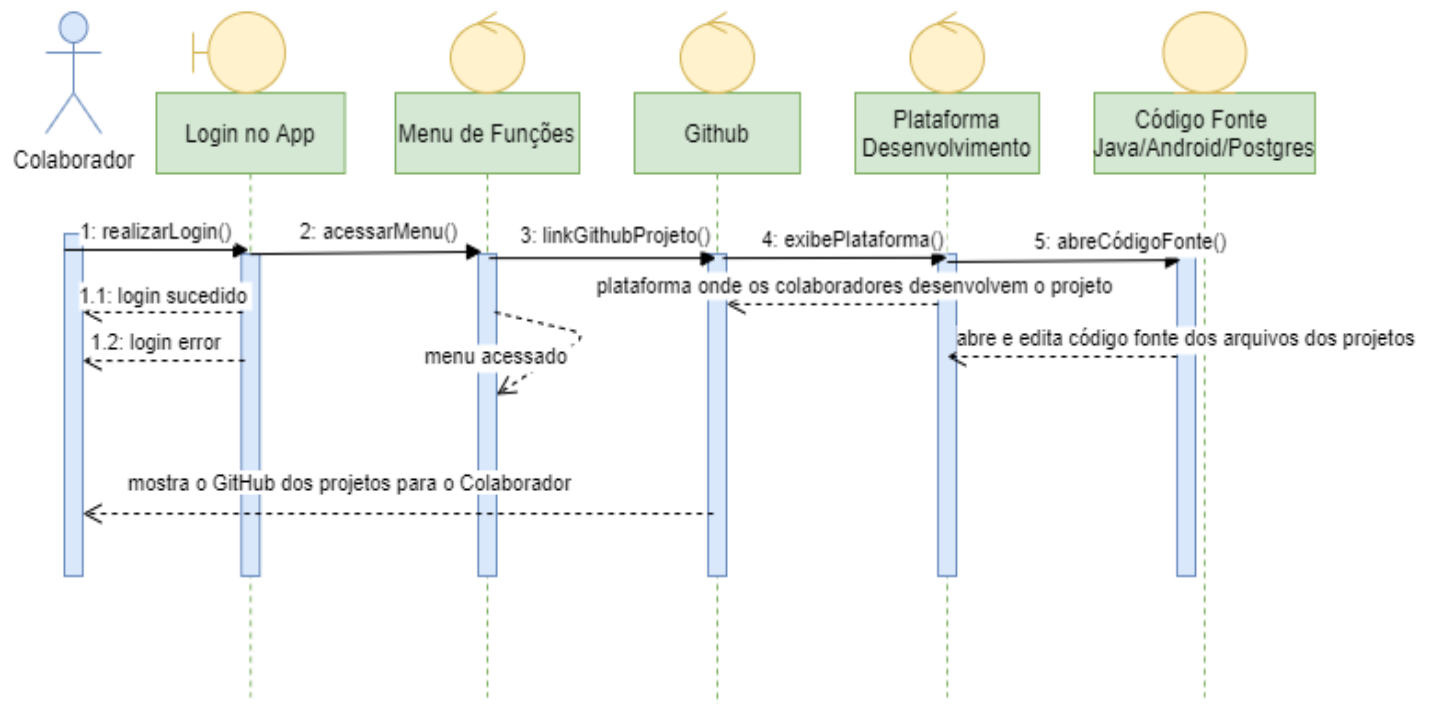 Colaborador
Login no App
Menu de Funções
Github
Plataforma
Desenvolvimento
Código Fonte
Java/Android/Postgres
1: realizarLogin()
2: acessarMenu()
3: linkGithubProjeto()
4: exibePlataforma()
5: abreCódigoFonte()
1.1: login sucedido
plataforma onde os colaboradores desenvolvem o projeto
1.2: login error
menu acessado
abre e edita código fonte dos arquivos dos projetos
mostra o GitHub dos projetos para o Colaborador